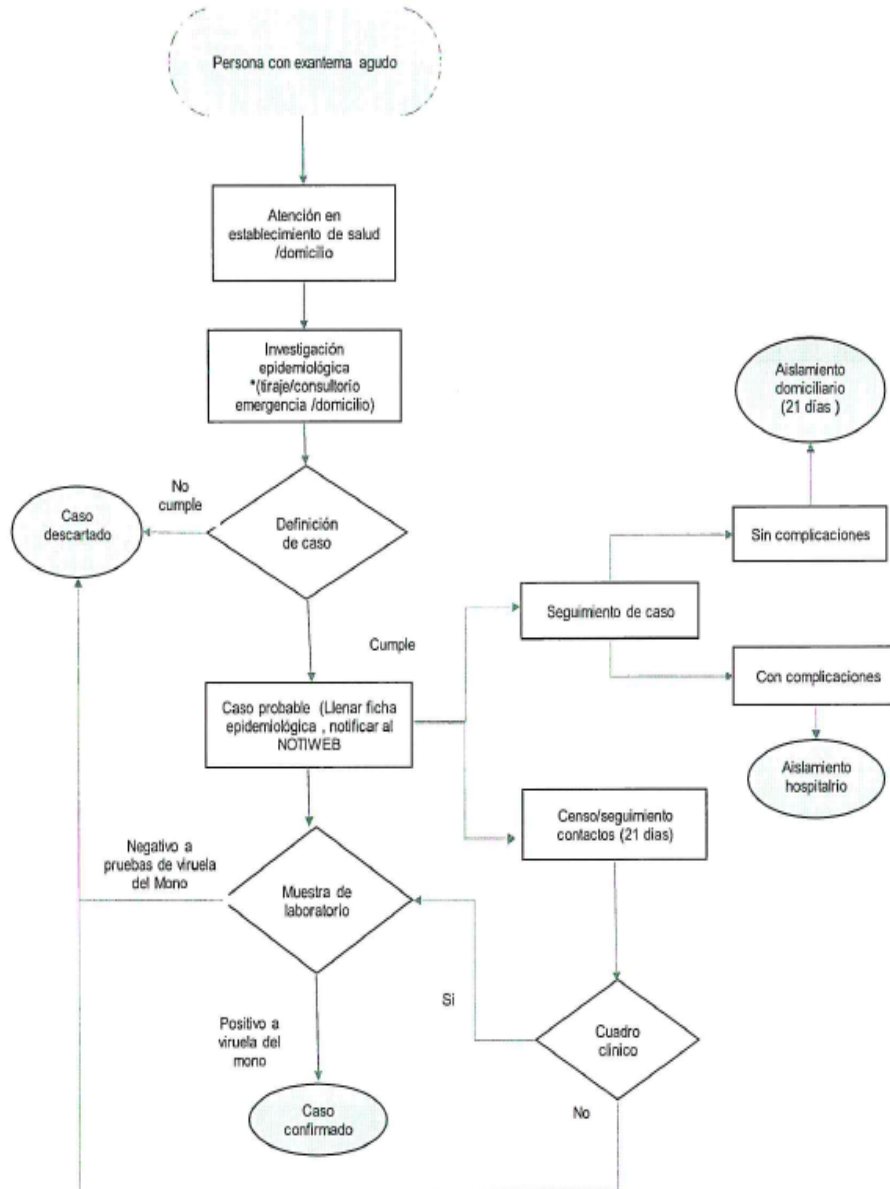 Persona con exantema agudo
Atención en
establecimiento de salud
/domicilio
Investigación
epidemiológica
*(tiraje/consultorio
emergencia /domicilio)
Definición
de caso
No
cumple
Caso
descartado
Cumple
Caso probable (Llenar ficha
epidemiológica , notificar al
NOTIWEB
Seguimiento de caso
Sin complicaciones
Aislamiento
domiciliario
(21 días )
Con complicaciones
Aislamiento
hospitalrio
Censo/seguimiento
contactos (21 dias)
Cuadro
clínico
Si
No
Muestra de
laboratorio
Negativo a
pruebas de viruela
del Mono
Positivo a
viruela del
mono
Caso
confirmado